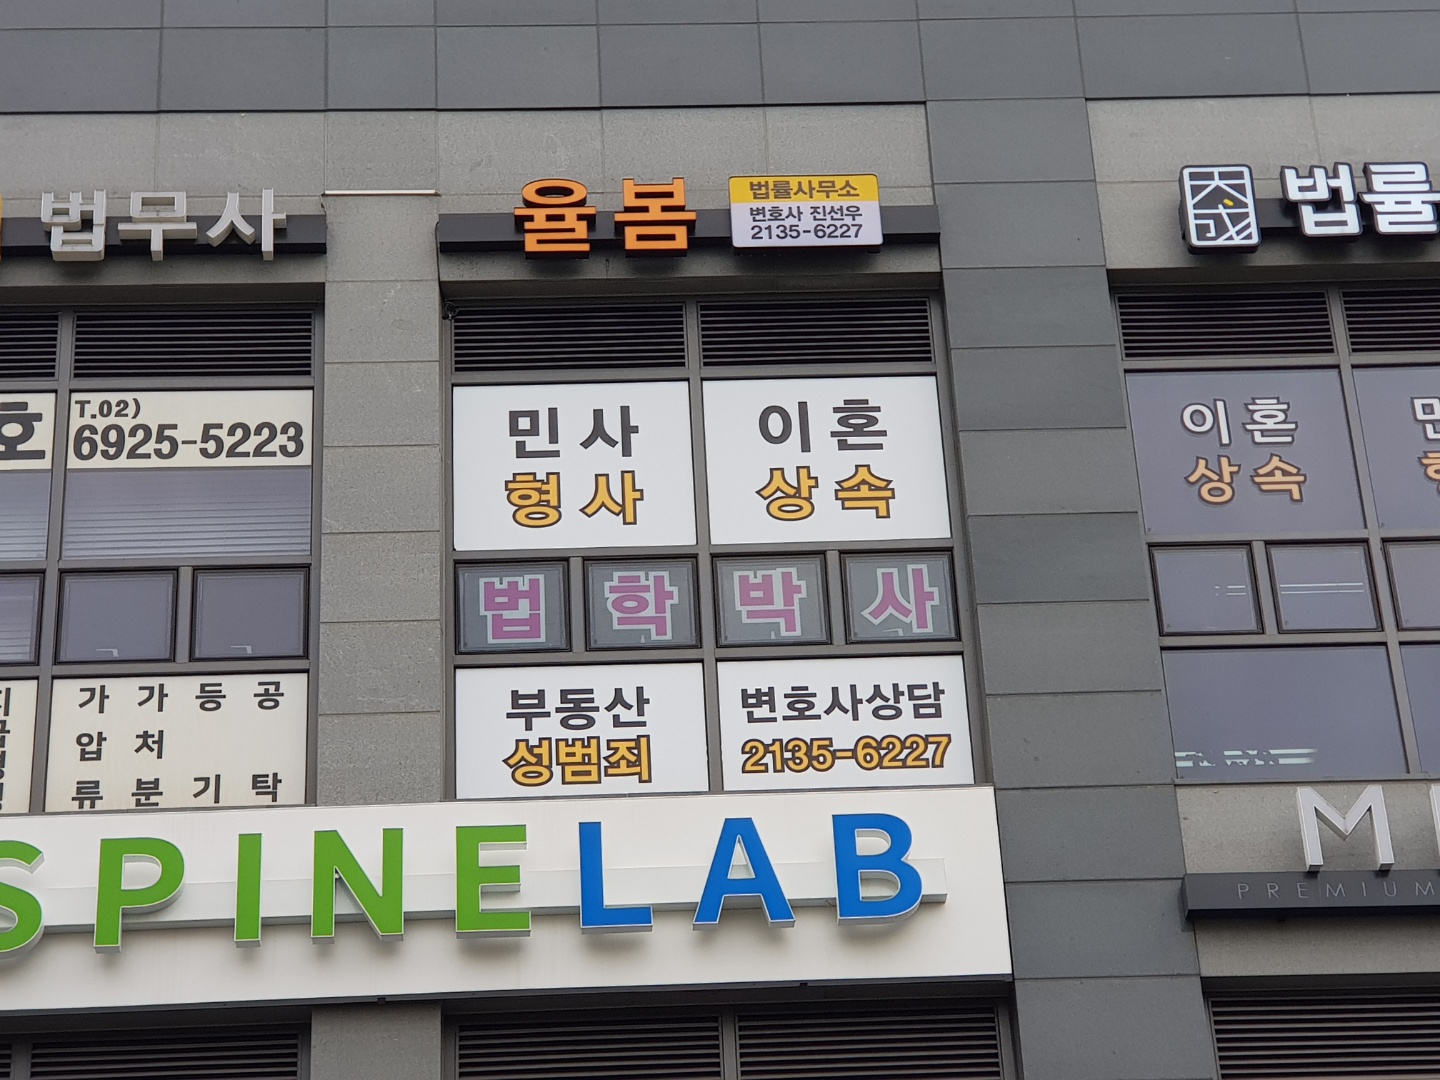 법무사
율봄
법률사무소
변호사 진선우
2135-6227
법률
호
T.02)
6925-5223
민사
형사
이혼
상속
이혼
상속
법학박사
부동산
성범죄
변호사상담
2135-6227
가 가 등 공
압 처
류 분 기 탁
SPINELAB
M
PREMIUM